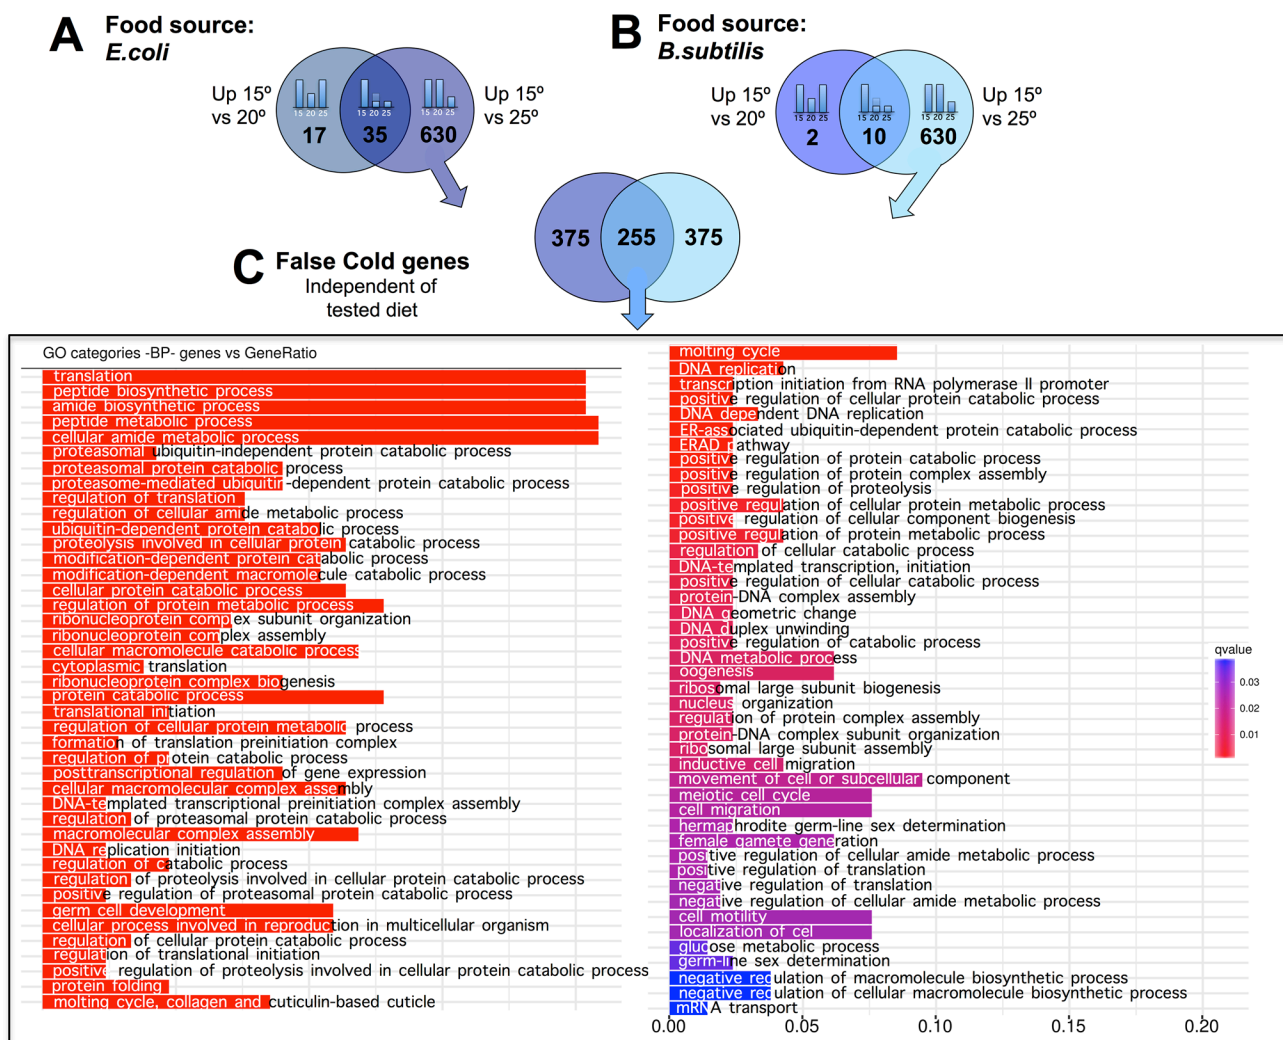 A
Food source:
E.coli
Up 15º
vs 20º
15 20 25
17
15 20 25
35
15 20 25
630
Up 15º
vs 25º
B
Food source:
B.subtilis
Up 15º
vs 20º
15 20 25
2
15 20 25
10
15 20 25
630
Up 15º
vs 25º
375
255
375
C
False Cold genes
Independent of
tested diet
GO categories -BP- genes vs GeneRatio
translation
peptide biosynthetic process
amide biosynthetic process
peptide metabolic process
cellular amide metabolic process
proteasomal ubiquitin-independent protein catabolic process
proteasomal protein catabolic process
proteasome-mediated ubiquitin-dependent protein catabolic process
regulation of translation
regulation of cellular amide metabolic process
ubiquitin-dependent protein catabolic process
proteolysis involved in cellular protein catabolic process
modification-dependent protein catabolic process
modification-dependent macromolecule catabolic process
cellular protein catabolic process
regulation of protein metabolic process
ribonucleoprotein complex subunit organization
ribonucleoprotein complex assembly
cellular macromolecule catabolic process
cytoplasmic translation
ribonucleoprotein complex biogenesis
protein catabolic process
translational initiation
regulation of cellular protein metabolic process
formation of translation preinitiation complex
regulation of protein catabolic process
posttranscriptional regulation of gene expression
cellular macromolecular complex assembly
DNA-templated transcriptional preinitiation complex assembly
regulation of proteasomal protein catabolic process
macromolecular complex assembly
DNA replication initiation
regulation of catabolic process
regulation of proteolysis involved in cellular protein catabolic process
positive regulation of proteasomal protein catabolic process
germ cell development
cellular process involved in reproduction in multicellular organism
regulation of cellular protein catabolic process
regulation of translational initiation
positive regulation of proteolysis involved in cellular protein catabolic process
protein folding
molting cycle, collagen and cuticulin-based cuticle
molting cycle
DNA replication
transcription initiation from RNA polymerase II promoter
positive regulation of cellular protein catabolic process
DNA dependent DNA replication
ER-associated ubiquitin-dependent protein catabolic process
ERAD pathway
positive regulation of protein catabolic process
positive regulation of protein complex assembly
positive regulation of proteolysis
positive regulation of cellular protein metabolic process
positive regulation of cellular component biogenesis
positive regulation of protein metabolic process
regulation of cellular catabolic process
DNA-templated transcription, initiation
positive regulation of cellular catabolic process
protein-DNA complex assembly
DNA geometric change
DNA duplex unwinding
positive regulation of catabolic process
DNA metabolic process
oogenesis
ribosomal large subunit biogenesis
nucleus organization
regulation of protein complex assembly
protein-DNA complex subunit organization
ribosomal large subunit assembly
inductive cell migration
movement of cell or subcellular component
meiotic cell cycle
cell migration
hermaphrodite germ-line sex determination
female gamete generation
positive regulation of cellular amide metabolic process
positive regulation of translation
negative regulation of translation
negative regulation of cellular amide metabolic process
cell motility
localization of cel
glucose metabolic process
germ-line sex determination
negative regulation of macromolecule biosynthetic process
negative regulation of cellular macromolecule biosynthetic process
mRNA transport
0.00 0.05 0.10 0.15 0.20
qvalue
0.03
0.02
0.01